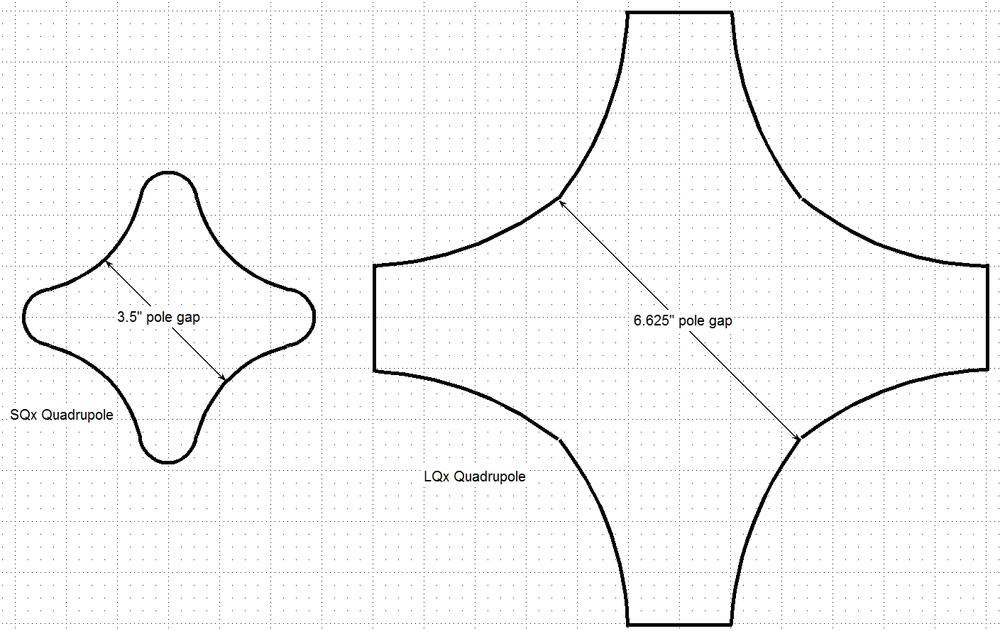 3.5" pole gap
6.625" pole gap
SQx Quadrupole
LQx Quadrupole